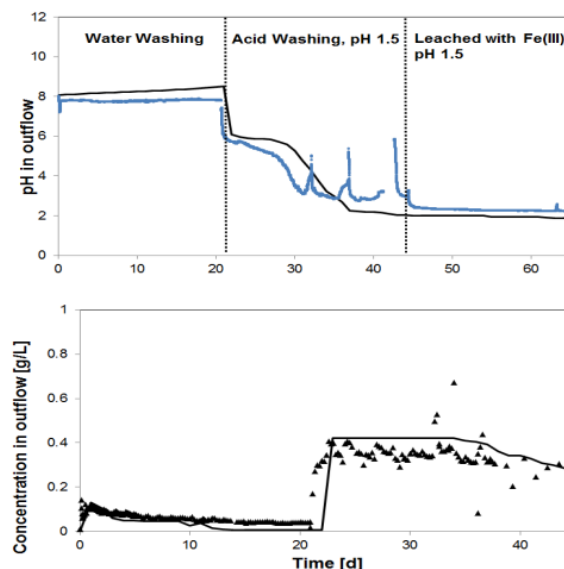 12
10
8
6
4
2
0
pH in outflow
Water Washing
Acid Washing, pH 1.5
Leached with Fe(III)
pH 1.5
0 10 20 30 40 50 60
1
0.8
0.6
0.4
0.2
0
Concentration in outflow [g/L]
0 10 20 30 40
Time [d]